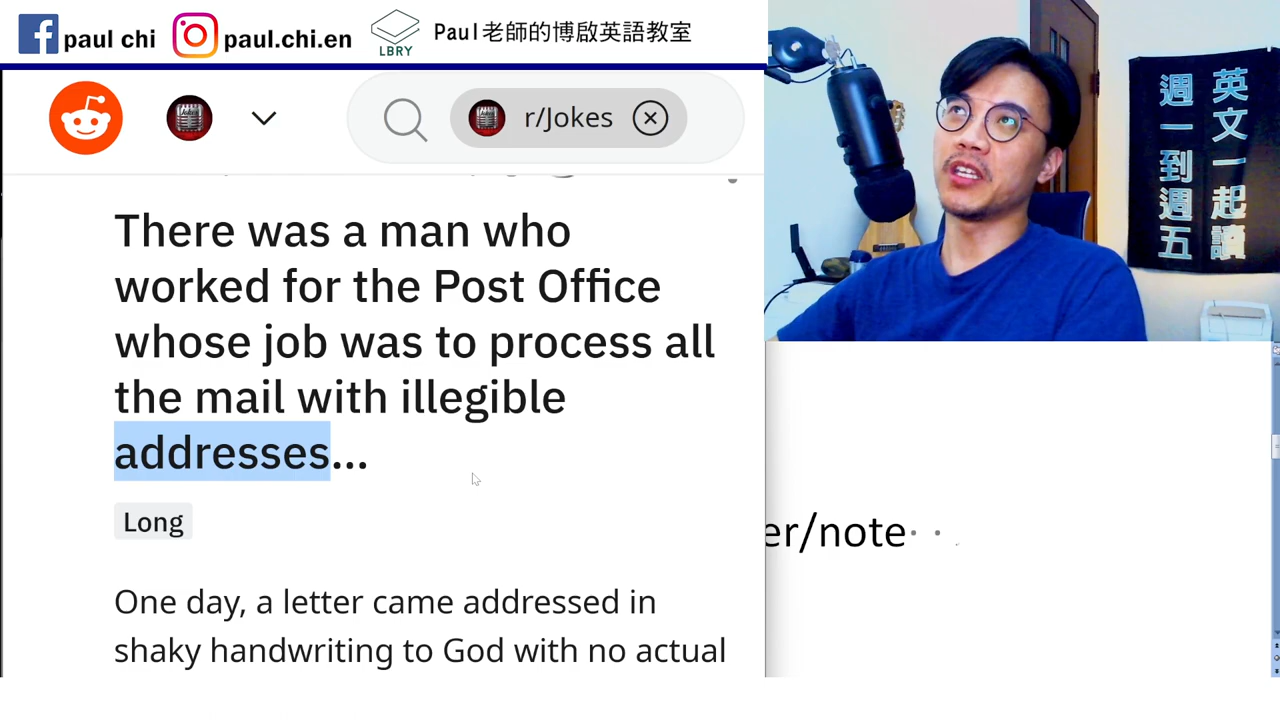 paul chi
paul.chi.en
LBRY
Paul老師的博啟英語教室
r/Jokes
There was a man who
worked for the Post Office
whose job was to process all
the mail with illegible
addresses...
Long
One day, a letter came addressed in
shaky handwriting to God with no actual
英文一起讀
週一到週五
er/note